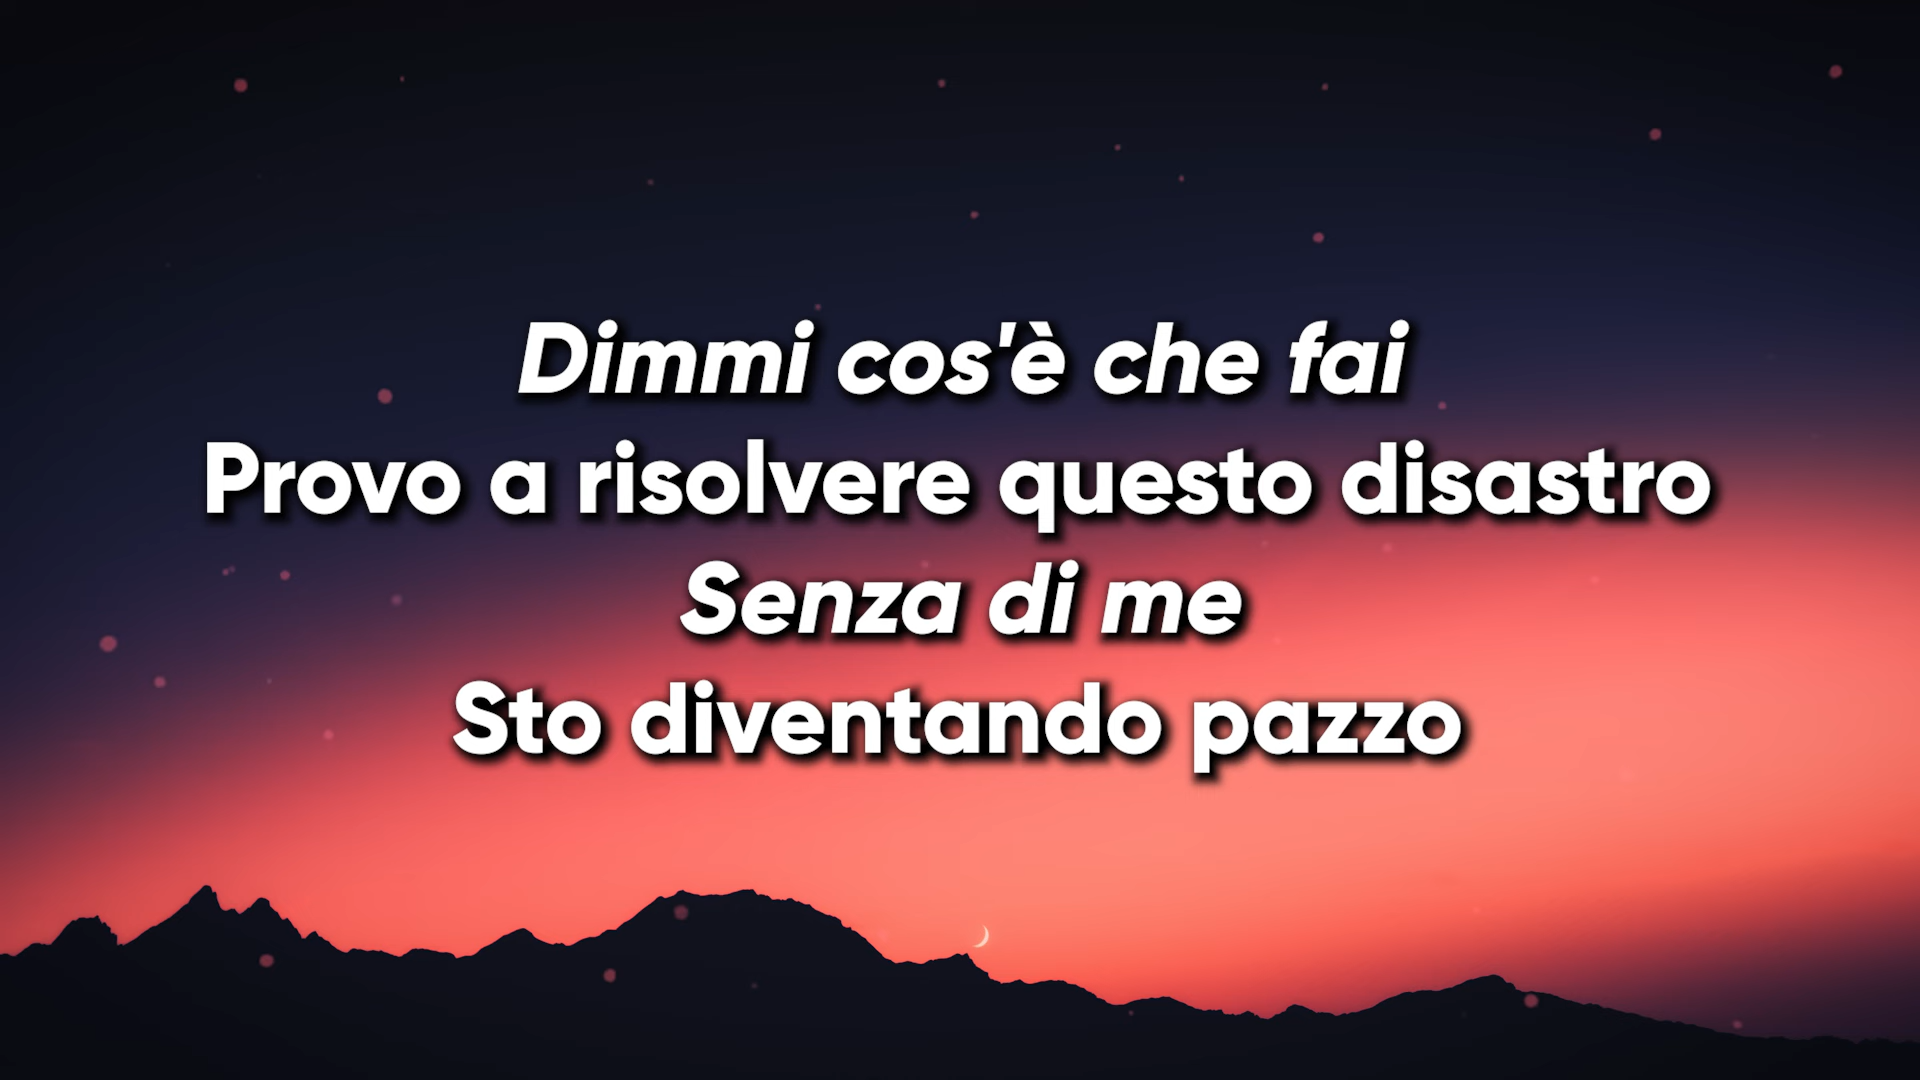 Dimmi cos'è che fai
Provo a risolvere questo disastro
Senza di me
Sto diventando pazzo